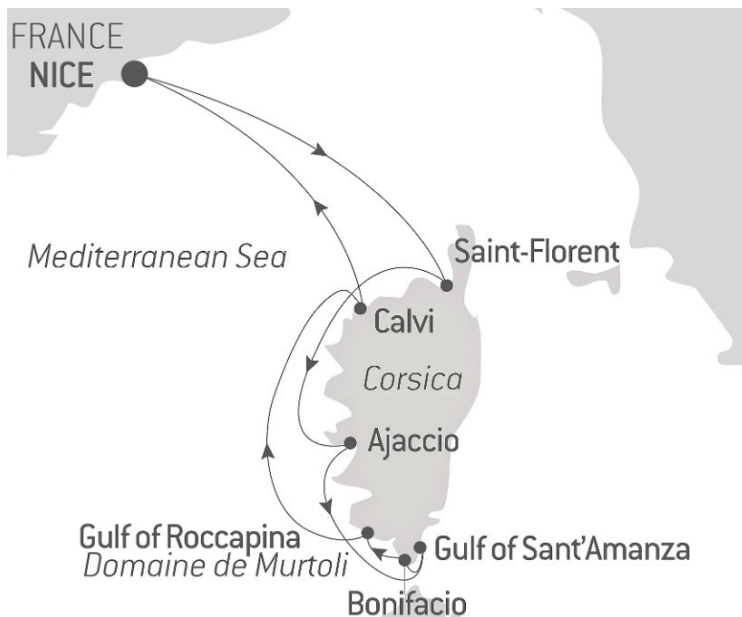 FRANCE
NICE
Mediterranean Sea
Saint-Florent
Calvi
Corsica
Ajaccio
Gulf of Roccapina
Domaine de Murtoli
Gulf of Sant'Amanza
Bonifacio